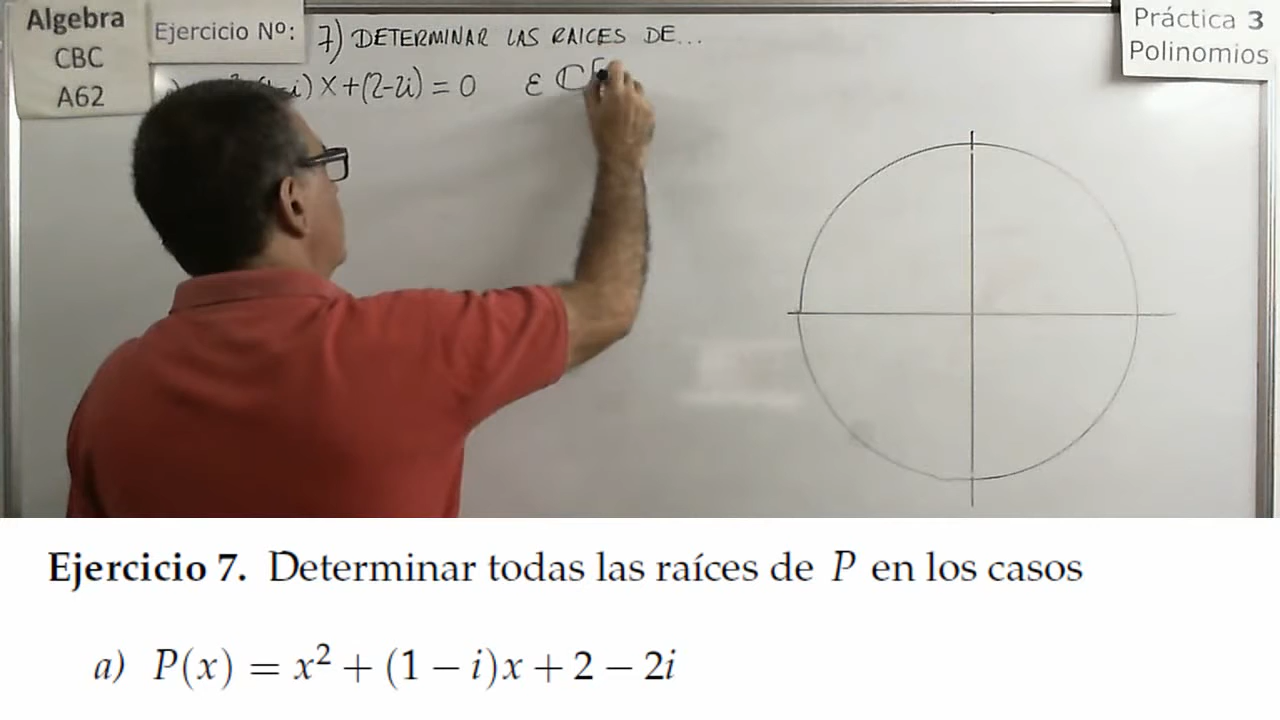 Algebra
CBC
A62
Ejercicio Nº:
7) DETERMINAR LAS RAICES DE...
Práctica 3
Polinomios
-i) X + (2-2i) = 0 ε ℂ[
Ejercicio 7. Determinar todas las raíces de P en los casos
a) P(x) = x² + (1 − i)x + 2 − 2i